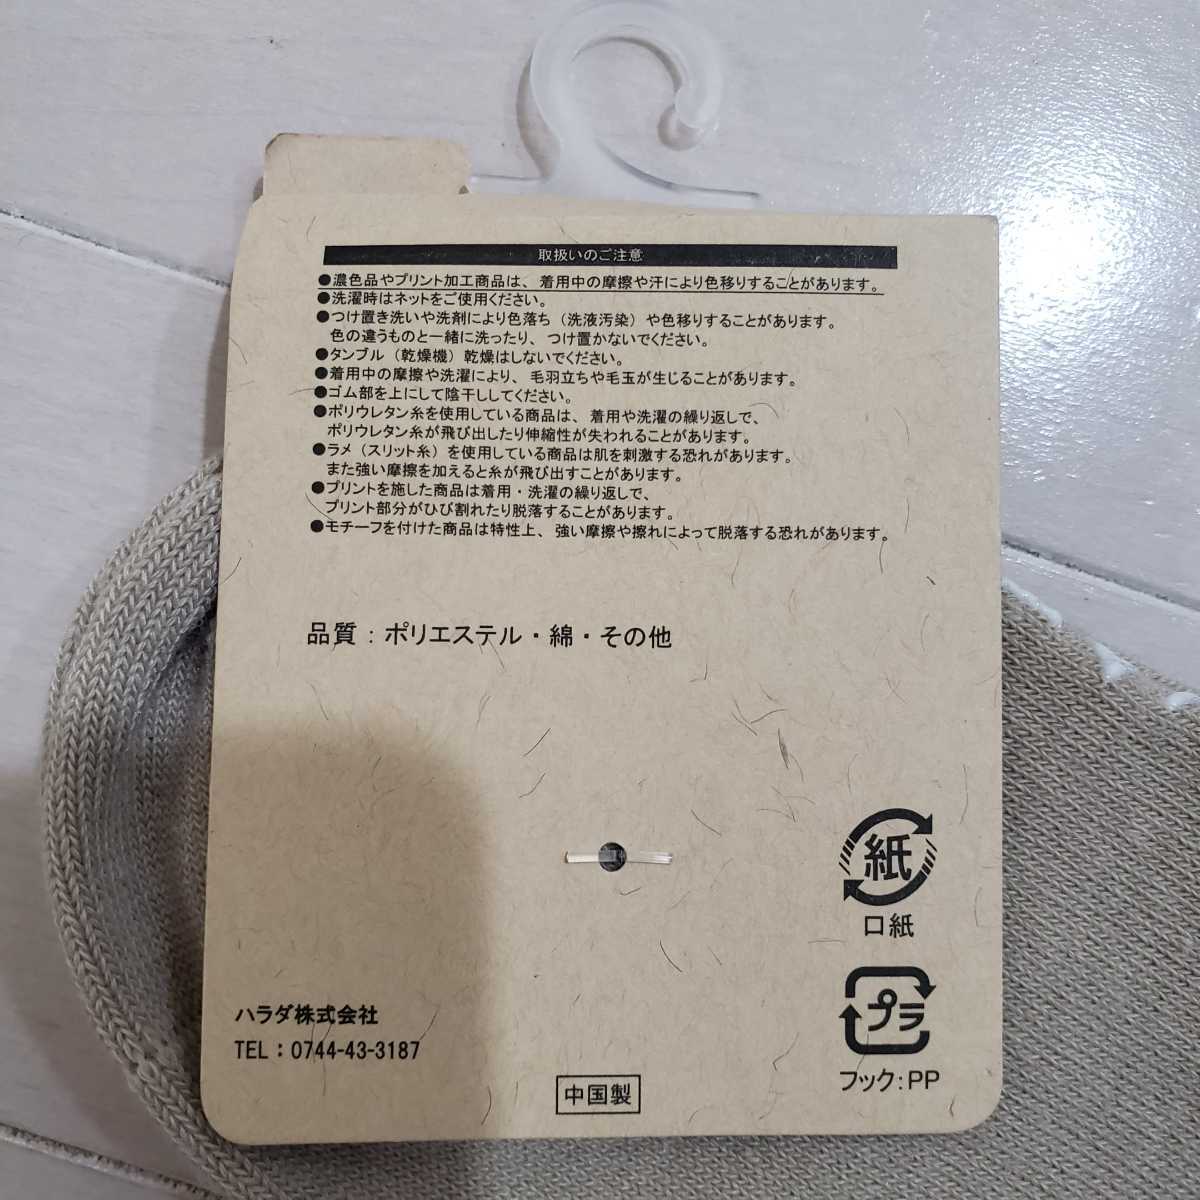 取扱いのご注意
●濃色品やプリント加工商品は、着用中の摩擦や汗により色移りすることがあります。
●洗濯時はネットをご使用ください。
●つけ置き洗いや洗剤により色落ち（洗液汚染）や色移りすることがあります。
色の違うものと一緒に洗ったり、つけ置かないでください。
●タンブル（乾燥機）乾燥はしないでください。
●着用中の摩擦や洗濯により、毛羽立ちや毛玉が生じることがあります。
●ゴム部を上にして陰干ししてください。
●ポリウレタン糸を使用している商品は、着用や洗濯の繰り返しで、
ポリウレタン糸が飛び出したり伸縮性が失われることがあります。
●ラメ（スリット糸）を使用している商品は肌を刺激する恐れがあります。
また強い摩擦を加えると糸が飛び出すことがあります。
●プリントを施した商品は着用・洗濯の繰り返しで、
プリント部分がひび割れたり脱落することがあります。
●モチーフを付けた商品は特性上、強い摩擦や擦れによって脱落する恐れがあります。
品質：ポリエステル・綿・その他
紙
口紙
プラ
フック:PP
ハラダ株式会社
TEL：0744-43-3187
中国製